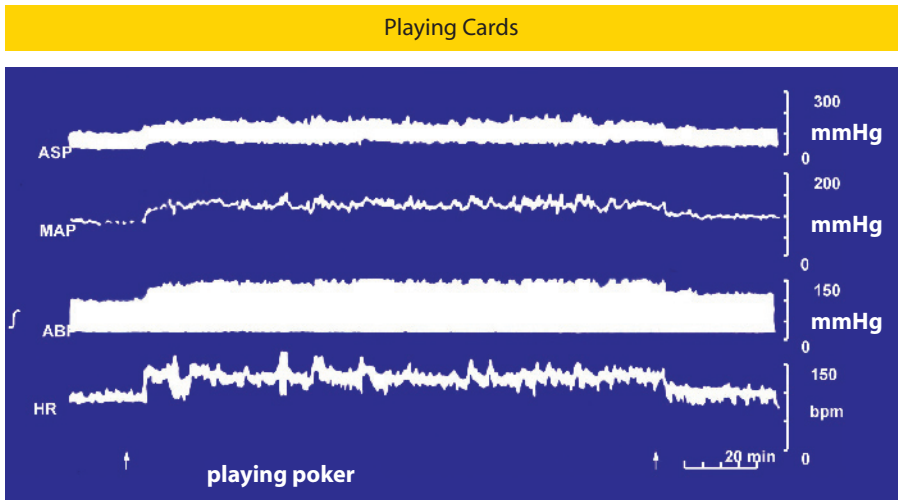 Playing Cards
300
ASP
mmHg
0
200
MAP
mmHg
0
150
∫
ABP
mmHg
0
150
HR
bpm
20 min
0
playing poker